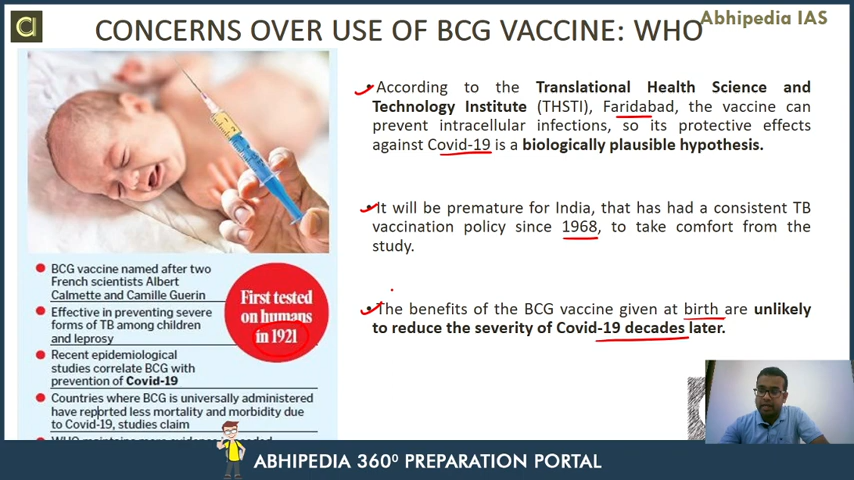 CONCERNS OVER USE OF BCG VACCINE: WHO
Abhipedia IAS
According to the Translational Health Science and
Technology Institute (THSTI), Faridabad, the vaccine can
prevent intracellular infections, so its protective effects
against Covid-19 is a biologically plausible hypothesis.
It will be premature for India, that has had a consistent TB
vaccination policy since 1968, to take comfort from the
study.
The benefits of the BCG vaccine given at birth are unlikely
to reduce the severity of Covid-19 decades later.
BCG vaccine named after two
French scientists Albert
Calmette and Camille Guerin
Effective in preventing severe
forms of TB among children
and leprosy
Recent epidemiological
studies correlate BCG with
prevention of Covid-19
Countries where BCG is universally administered
have reported less mortality and morbidity due
to Covid-19, studies claim
First tested
on humans
in 1921
ABHIPEDIA 360⁰ PREPARATION PORTAL